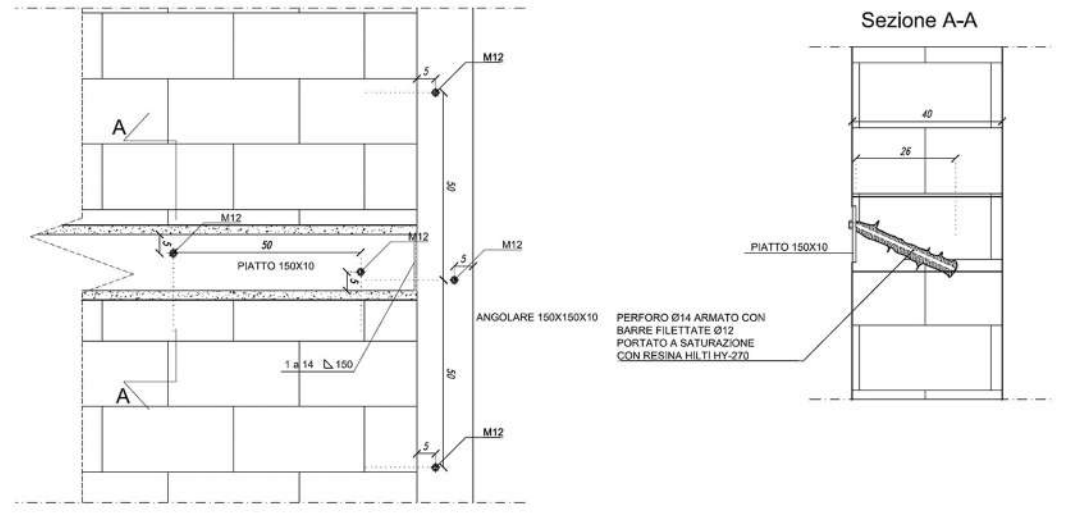 Sezione A-A
M12
5
40
A
50
26
M12
5
50
M12
M12
5
PIATTO 150X10
5
PIATTO 150X10
ANGOLARE 150X150X10
PERFORO Ø14 ARMATO CON
BARRE FILETTATE Ø12
PORTATO A SATURAZIONE
CON RESINA HILTI HY-270
1 a 14 ⊿ 150
50
A
5
M12